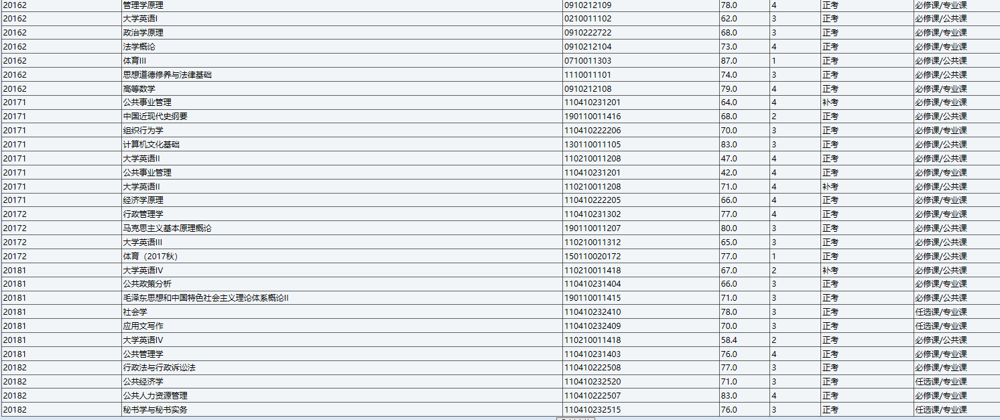 20162 管理学原理 0910212109 78.0 4 正考 必修课/专业课
20162 大学英语I 0210011102 62.0 3 正考 必修课/公共课
20162 政治学原理 0910222722 68.0 3 正考 必修课/专业课
20162 法学概论 0910212104 73.0 4 正考 必修课/专业课
20162 体育III 0710011303 87.0 1 正考 必修课/公共课
20162 思想道德修养与法律基础 1110011101 74.0 3 正考 必修课/公共课
20162 高等数学 0910212108 79.0 4 正考 必修课/专业课
20171 公共事业管理 110410231201 64.0 4 补考 必修课/专业课
20171 中国近现代史纲要 190110011416 68.0 2 正考 必修课/公共课
20171 组织行为学 110410222206 70.0 3 正考 必修课/专业课
20171 计算机文化基础 130110011105 83.0 3 正考 必修课/公共课
20171 大学英语II 110210011208 47.0 4 正考 必修课/公共课
20171 公共事业管理 110410231201 42.0 4 正考 必修课/专业课
20171 大学英语II 110210011208 71.0 4 补考 必修课/公共课
20171 经济学原理 110410222205 66.0 4 正考 必修课/专业课
20172 行政管理学 110410231302 77.0 4 正考 必修课/专业课
20172 马克思主义基本原理概论 190110011207 80.0 3 正考 必修课/公共课
20172 大学英语III 110210011312 65.0 3 正考 必修课/公共课
20172 体育（2017秋） 150110020172 77.0 1 正考 必修课/公共课
20181 大学英语IV 110210011418 67.0 2 补考 必修课/公共课
20181 公共政策分析 110410231404 66.0 3 正考 必修课/专业课
20181 毛泽东思想和中国特色社会主义理论体系概论II 190110011415 71.0 3 正考 必修课/公共课
20181 社会学 110410232410 78.0 3 正考 任选课/专业课
20181 应用文写作 110410232409 70.0 3 正考 任选课/专业课
20181 大学英语IV 110210011418 58.4 2 正考 必修课/公共课
20181 公共管理学 110410231403 76.0 4 正考 必修课/专业课
20182 行政法与行政诉讼法 110410222508 77.0 3 正考 必修课/专业课
20182 公共经济学 110410232520 71.0 3 正考 任选课/专业课
20182 公共人力资源管理 110410222507 83.0 4 正考 必修课/专业课
20182 秘书学与秘书实务 110410232515 76.0 3 正考 任选课/专业课